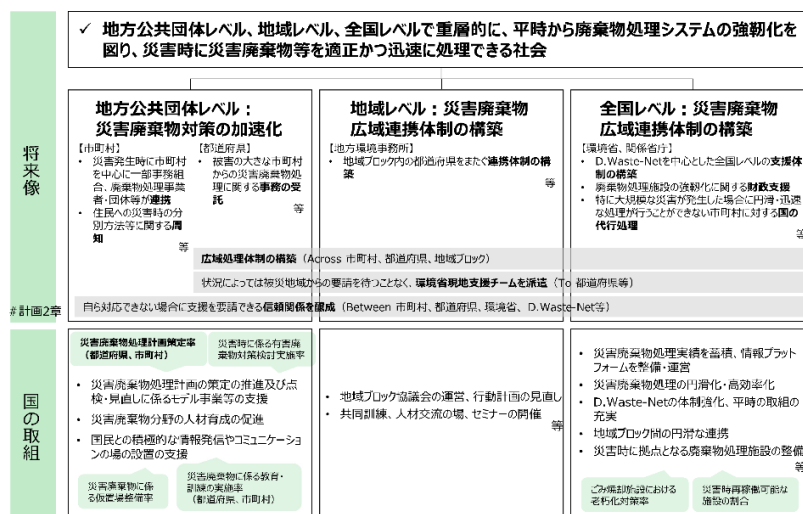 ✓ 地方公共団体レベル、地域レベル、全国レベルで重層的に、平時から廃棄物処理システムの強靭化を
図り、災害時に災害廃棄物等を適正かつ迅速に処理できる社会
将来像
地方公共団体レベル：
災害廃棄物対策の加速化
【市町村】
• 災害発生時に市町村
を中心に一部事務組
合、廃棄物処理事業
者・団体等が連携
• 住民への災害時の分
別方法等に関する周
知
等
【都道府県】
• 被害の大きな市町村
からの災害廃棄物処
理に関する事務の受
託
等
地域レベル：災害廃棄物
広域連携体制の構築
【地方環境事務所】
• 地域ブロック内の都道府県をまたぐ連携体制の構
築
等
全国レベル：災害廃棄物
広域連携体制の構築
【環境省、関係省庁】
• D.Waste-Netを中心とした全国レベルの支援体
制の構築
• 廃棄物処理施設の強靭化に関する財政支援
• 特に大規模な災害が発生した場合に円滑・迅速
な処理が行うことができない市町村に対する国の
代行処理
等
広域処理体制の構築（Across 市町村、都道府県、地域ブロック）
状況によっては被災地域からの要請を待つことなく、環境省現地支援チームを派遣（To 都道府県等）
自ら対応できない場合に支援を要請できる信頼関係を醸成（Between 市町村、都道府県、環境省、D.Waste-Net等）
#計画2章
国の取組
災害廃棄物処理計画策定率
（都道府県、市町村）
災害時に係る有害廃
棄物対策検討実施率
• 災害廃棄物処理計画の策定の推進及び点
検・見直しに係るモデル事業等の支援
• 災害廃棄物分野の人材育成の促進
• 国民との積極的な情報発信やコミュニケーショ
ンの場の設置の支援
災害廃棄物に係
る仮置場整備率
災害廃棄物に係る教育・
訓練の実施率
（都道府県、市町村）
• 地域ブロック協議会の運営、行動計画の見直し
• 共同訓練、人材交流の場、セミナーの開催
等
• 災害廃棄物処理実績を蓄積、情報プラット
フォームを整備・運営
• 災害廃棄物処理の円滑化・高効率化
• D.Waste-Netの体制強化、平時の取組の
充実
• 地域ブロック間の円滑な連携
• 災害時に拠点となる廃棄物処理施設の整備
等
ごみ焼却施設における
老朽化対策率
災害時再稼働可能な
施設の割合